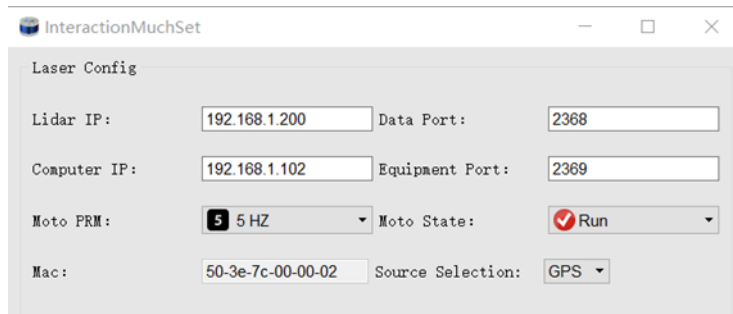 InteractionMuchSet
Laser Config
Lidar IP: 192.168.1.200 Data Port: 2368
Computer IP: 192.168.1.102 Equipment Port: 2369
Moto PRM: 5 5 HZ Moto State: Run
Mac: 50-3e-7c-00-00-02 Source Selection: GPS